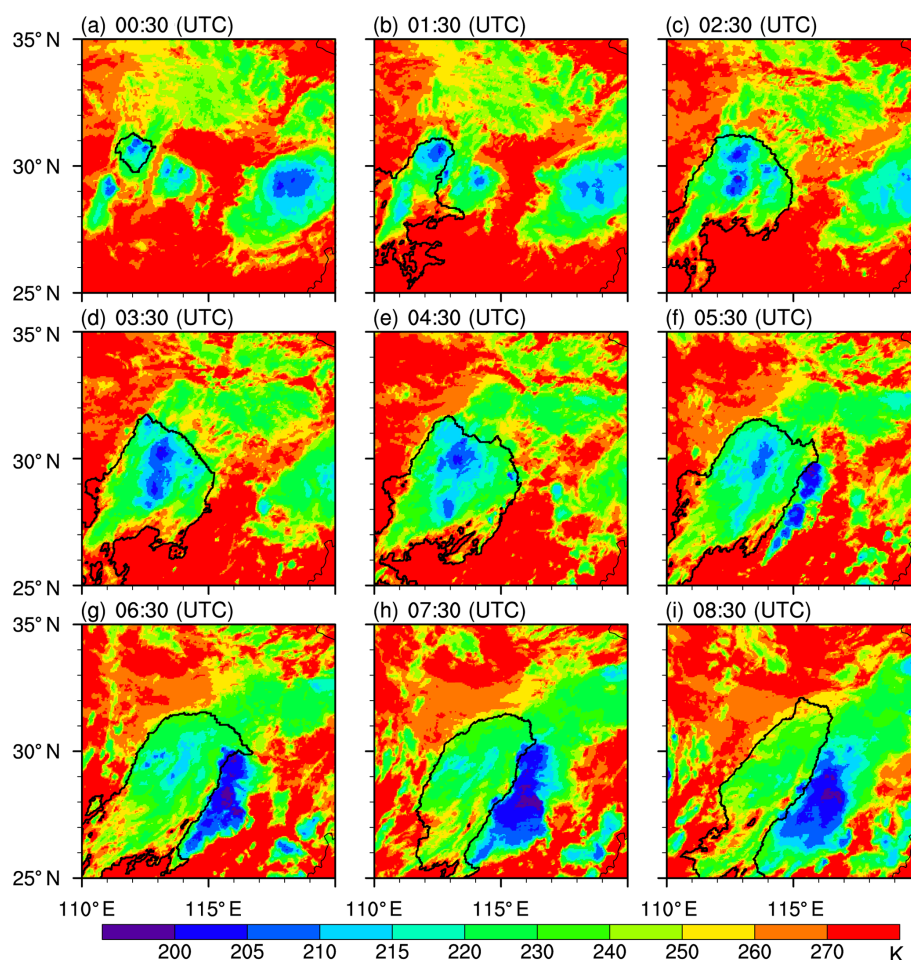 (a) 00:30 (UTC) (b) 01:30 (UTC) (c) 02:30 (UTC)
35° N
30° N
25° N
(d) 03:30 (UTC) (e) 04:30 (UTC) (f) 05:30 (UTC)
35° N
30° N
25° N
(g) 06:30 (UTC) (h) 07:30 (UTC) (i) 08:30 (UTC)
35° N
30° N
25° N
110° E 115° E 110° E 115° E 110° E 115° E
200 205 210 215 220 230 240 250 260 270 K